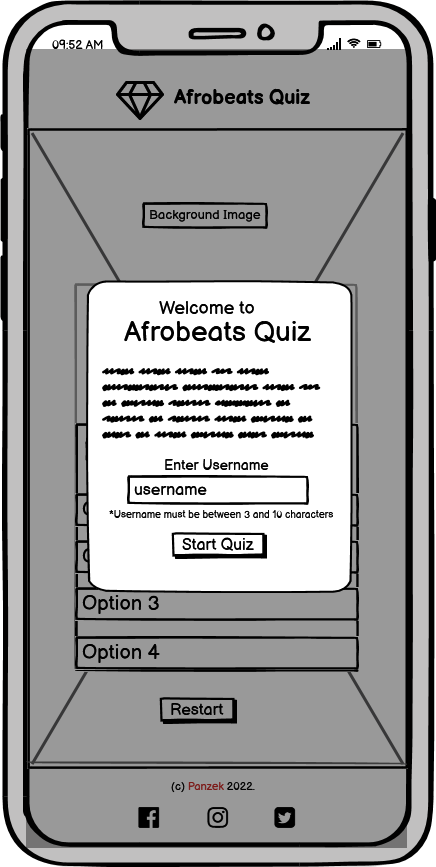 09:52 AM
Afrobeats Quiz
Background Image
Welcome to
Afrobeats Quiz
Enter Username
username
*Username must be between 3 and 10 characters
Start Quiz
Option 3
Option 4
Restart
(c) Panzek 2022.